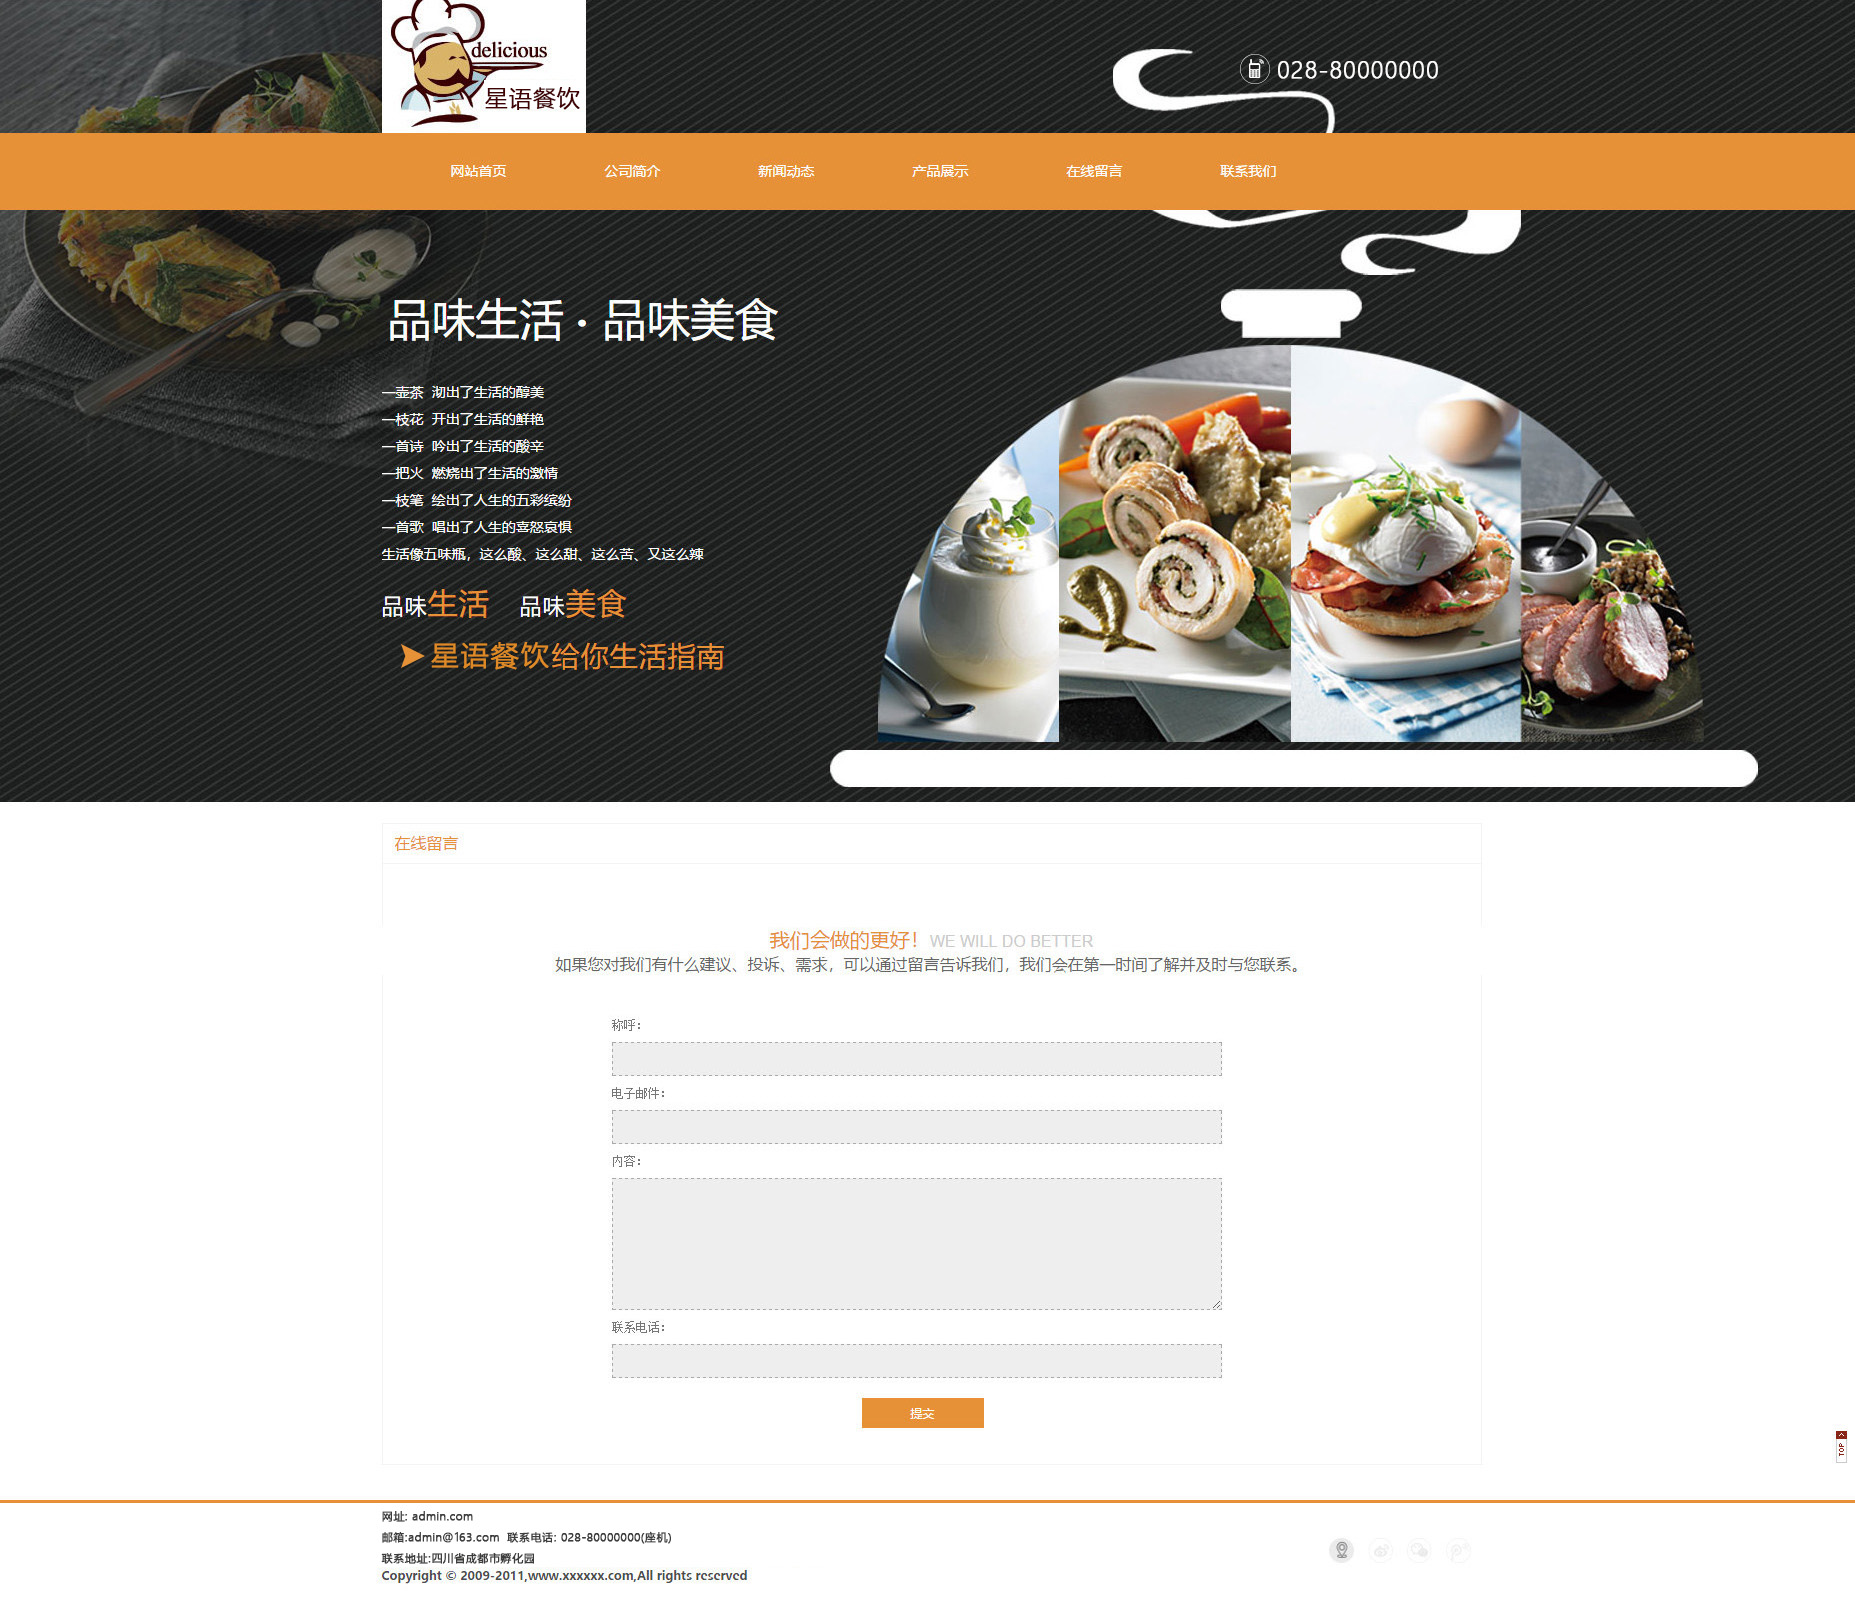 delicious
星语餐饮
028-80000000
网站首页 公司简介 新闻动态 产品展示 在线留言 联系我们
品味生活 · 品味美食
一壶茶 沏出了生活的醇美
一枝花 开出了生活的鲜艳
一首诗 吟出了生活的酸辛
一把火 燃烧出了生活的激情
一枝笔 绘出了人生的五彩缤纷
一首歌 唱出了人生的喜怒哀惧
生活像五味瓶，这么酸、这么甜、这么苦、又这么辣
品味生活 品味美食
➤星语餐饮给你生活指南
在线留言
我们会做的更好！WE WILL DO BETTER
如果您对我们有什么建议、投诉、需求，可以通过留言告诉我们，我们会在第一时间了解并及时与您联系。
称呼：
电子邮件：
内容：
联系电话：
提交
TOP
网址: admin.com
邮箱:admin@163.com 联系电话: 028-80000000(座机)
联系地址:四川省成都市孵化园
Copyright © 2009-2011,www.xxxxxx.com,All rights reserved